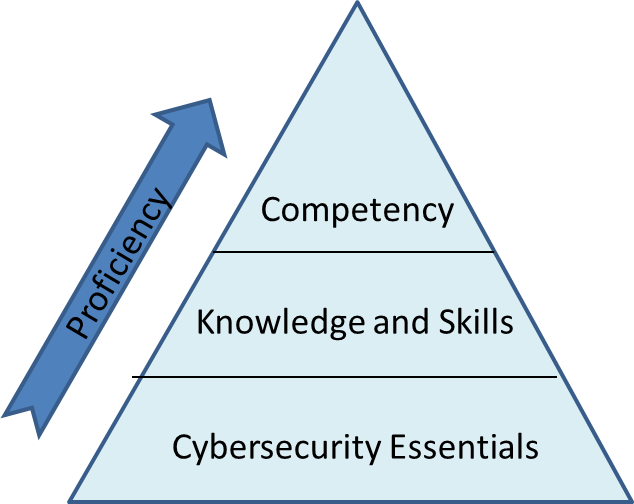 Proficiency
Competency
Knowledge and Skills
Cybersecurity Essentials